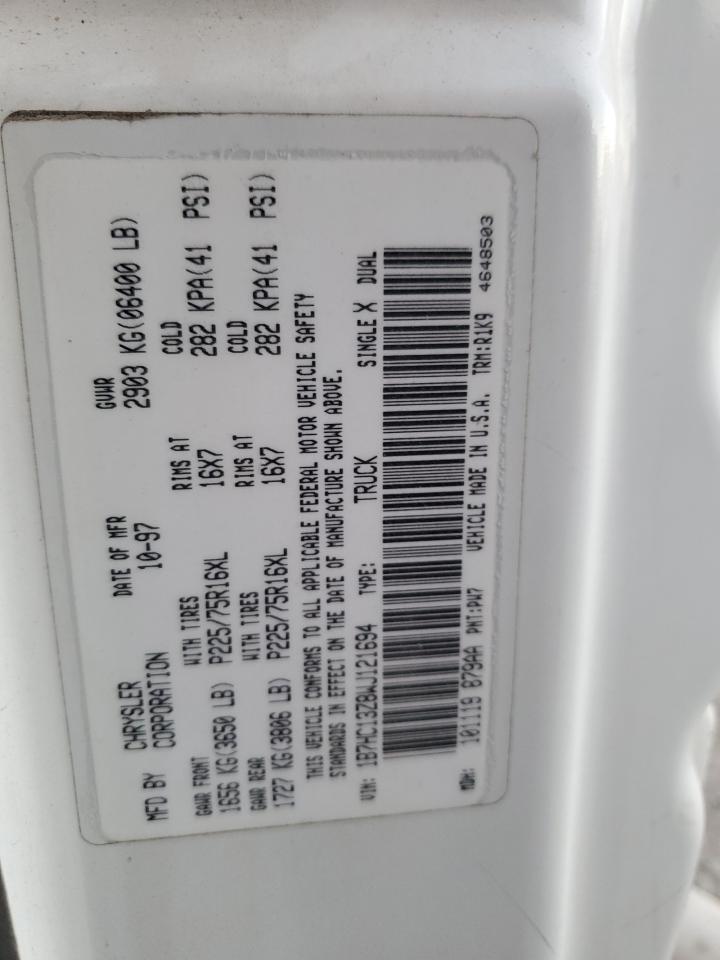 MFD BY CHRYSLER CORPORATION DATE OF MFR 10-97 GVWR 2903 KG(06400 LB)
GAWR FRONT WITH TIRES RIMS AT COLD
1656 KG(3650 LB) P225/75R16XL 16X7 282 KPA(41 PSI)
GAWR REAR WITH TIRES RIMS AT COLD
1727 KG(3806 LB) P225/75R16XL 16X7 282 KPA(41 PSI)
THIS VEHICLE CONFORMS TO ALL APPLICABLE FEDERAL MOTOR VEHICLE SAFETY
STANDARDS IN EFFECT ON THE DATE OF MANUFACTURE SHOWN ABOVE.
VIN: 1B7HC13Z8WJ121694 TYPE: TRUCK SINGLE X DUAL
MDH: 101119 879AA PNT:PW7 VEHICLE MADE IN U.S.A. TRM:R1K9
4648503